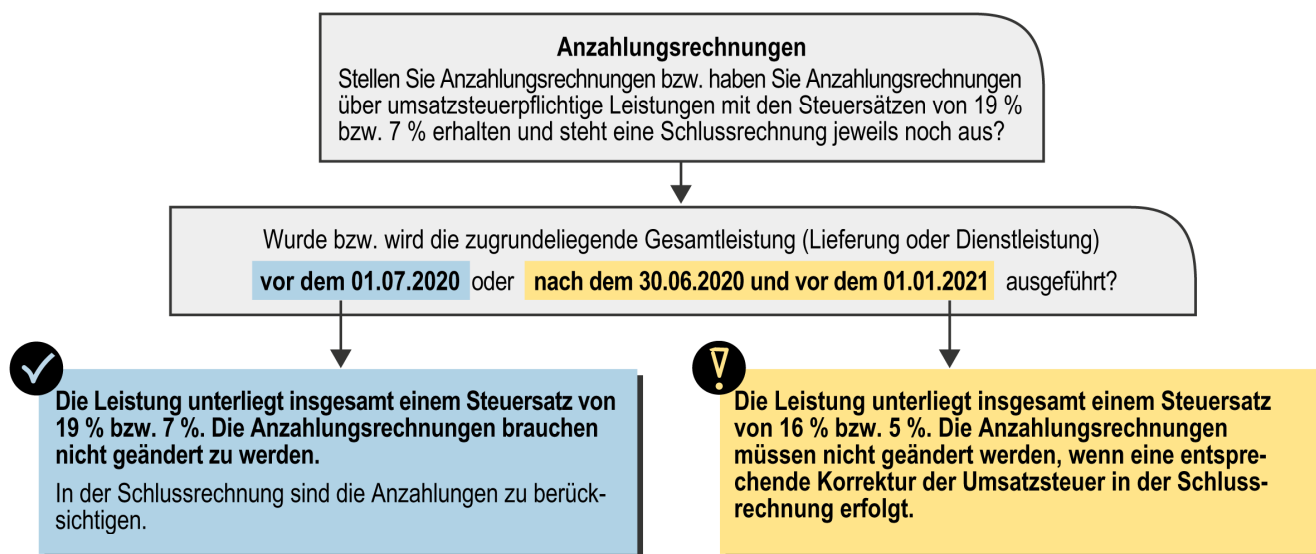 Anzahlungsrechnungen
Stellen Sie Anzahlungsrechnungen bzw. haben Sie Anzahlungsrechnungen
über umsatzsteuerpflichtige Leistungen mit den Steuersätzen von 19 %
bzw. 7 % erhalten und steht eine Schlussrechnung jeweils noch aus?
Wurde bzw. wird die zugrundeliegende Gesamtleistung (Lieferung oder Dienstleistung)
vor dem 01.07.2020 oder nach dem 30.06.2020 und vor dem 01.01.2021 ausgeführt?
Die Leistung unterliegt insgesamt einem Steuersatz von
19 % bzw. 7 %. Die Anzahlungsrechnungen brauchen
nicht geändert zu werden.
In der Schlussrechnung sind die Anzahlungen zu berück-
sichtigen.
Die Leistung unterliegt insgesamt einem Steuersatz
von 16 % bzw. 5 %. Die Anzahlungsrechnungen
müssen nicht geändert werden, wenn eine entspre-
chende Korrektur der Umsatzsteuer in der Schluss-
rechnung erfolgt.